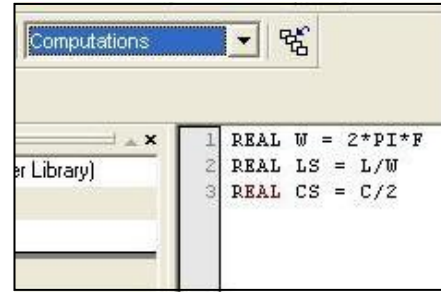 Computations
er Library)
1 REAL W = 2*PI*F
2 REAL LS = L/W
3 REAL CS = C/2